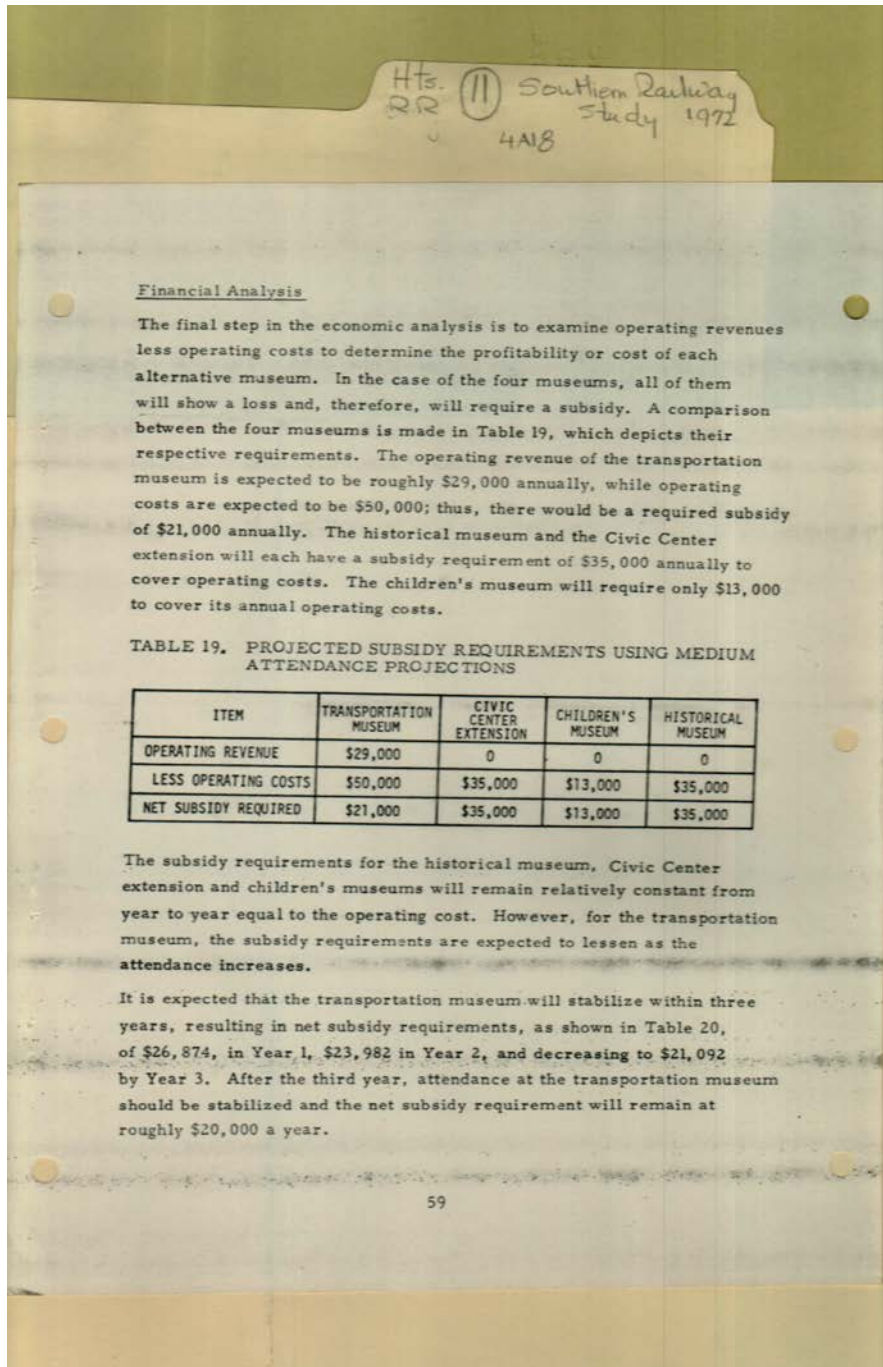 Hts. 11 Southern Railway
RR Study 1972
4A18
Financial Analysis
The final step in the economic analysis is to examine operating revenues
less operating costs to determine the profitability or cost of each
alternative museum. In the case of the four museums, all of them
will show a loss and, therefore, will require a subsidy. A comparison
between the four museums is made in Table 19, which depicts their
respective requirements. The operating revenue of the transportation
museum is expected to be roughly $29,000 annually, while operating
costs are expected to be $50,000; thus, there would be a required subsidy
of $21,000 annually. The historical museum and the Civic Center
extension will each have a subsidy requirement of $35,000 annually to
cover operating costs. The children's museum will require only $13,000
to cover its annual operating costs.
TABLE 19. PROJECTED SUBSIDY REQUIREMENTS USING MEDIUM
ATTENDANCE PROJECTIONS
ITEM TRANSPORTATION MUSEUM CIVIC CENTER EXTENSION CHILDREN'S MUSEUM HISTORICAL MUSEUM
OPERATING REVENUE $29,000 0 0 0
LESS OPERATING COSTS $50,000 $35,000 $13,000 $35,000
NET SUBSIDY REQUIRED $21,000 $35,000 $13,000 $35,000
The subsidy requirements for the historical museum, Civic Center
extension and children's museums will remain relatively constant from
year to year equal to the operating cost. However, for the transportation
museum, the subsidy requirements are expected to lessen as the
attendance increases.
It is expected that the transportation museum will stabilize within three
years, resulting in net subsidy requirements, as shown in Table 20,
of $26,874, in Year 1, $23,982 in Year 2, and decreasing to $21,092
by Year 3. After the third year, attendance at the transportation museum
should be stabilized and the net subsidy requirement will remain at
roughly $20,000 a year.
59